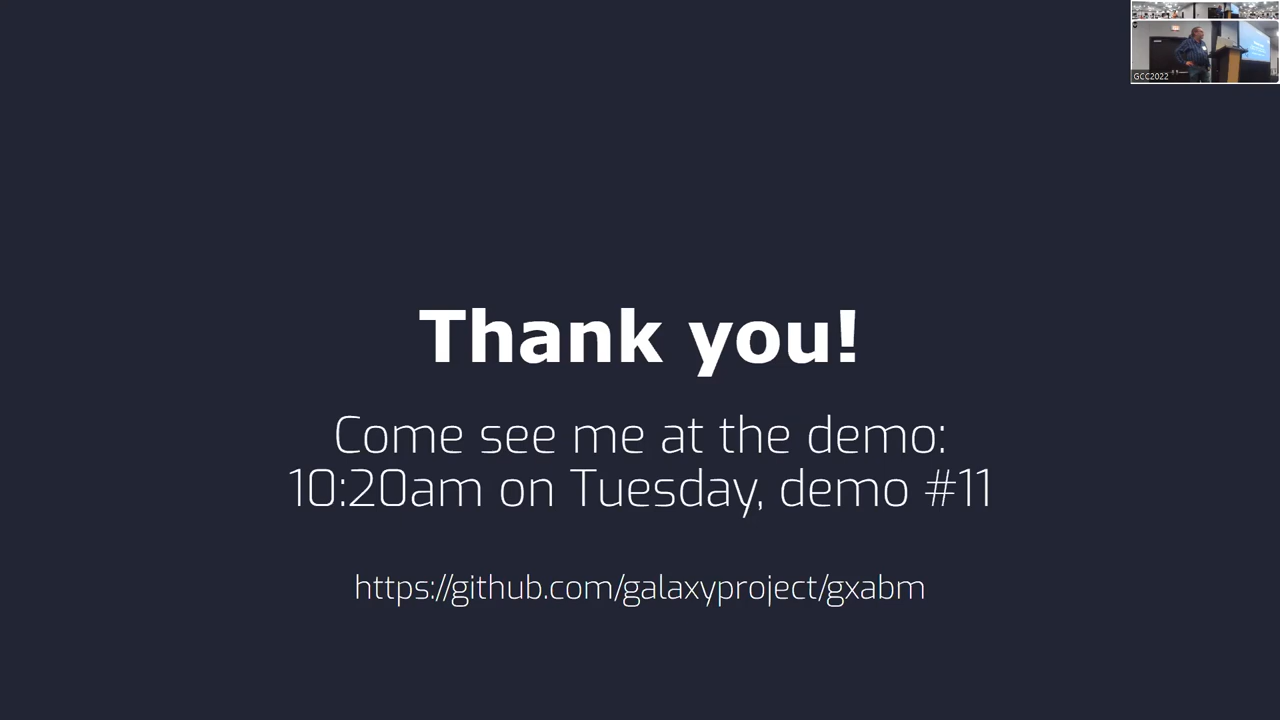 GCC2022
Thank you!
Come see me at the demo:
10:20am on Tuesday, demo #11
https://github.com/galaxyproject/gxabm